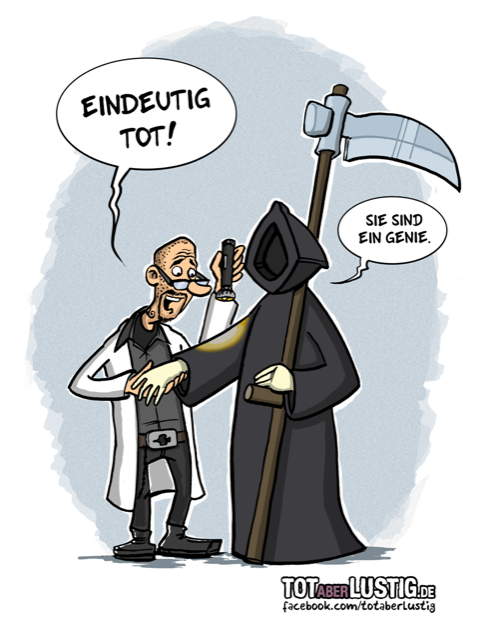 EINDEUTIG
TOT!
SIE SIND
EIN GENIE.
TOTABERLUSTIG.DE
facebook.com/totaberlustig